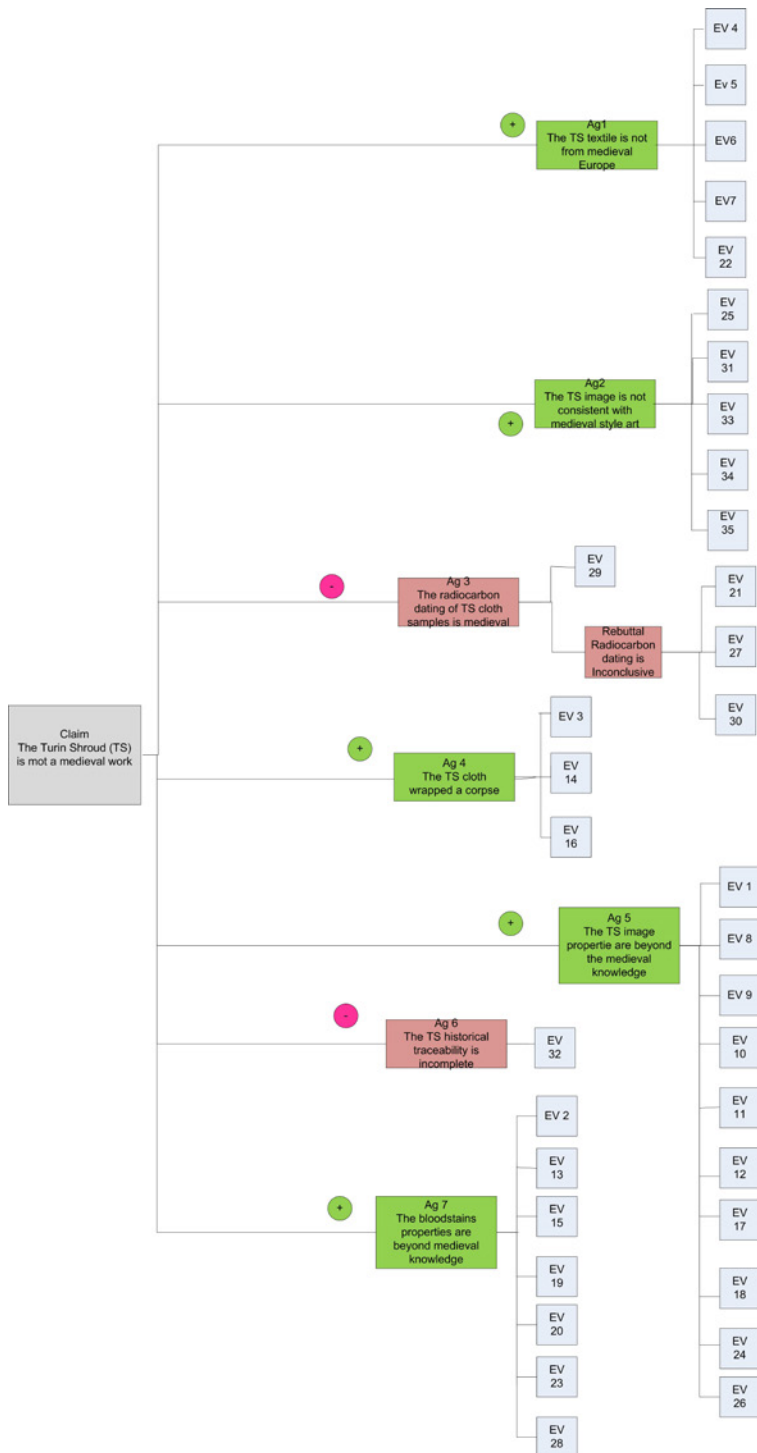 EV 4
Ev 5
+
Ag1
The TS textile is not
from medieval
Europe
EV6
EV7
EV
22
EV
25
EV
31
Ag2
The TS image is not
consistent with
medieval style art
+
EV
33
EV
34
EV
35
-
Ag 3
The radiocarbon
dating of TS cloth
samples is medieval
EV
29
Rebuttal
Radiocarbon
dating is
Inconclusive
EV
21
EV
27
EV
30
Claim
The Turin Shroud (TS)
is mot a medieval work
+
Ag 4
The TS cloth
wrapped a corpse
EV 3
EV
14
EV
16
+
Ag 5
The TS image
propertie are beyond
the medieval
knowledge
EV 1
EV 8
EV 9
EV
10
EV
11
EV
12
EV
17
EV
18
EV
24
EV
26
-
Ag 6
The TS historical
traceability is
incomplete
EV
32
+
Ag 7
The bloodstains
properties are
beyond medieval
knowledge
EV 2
EV
13
EV
15
EV
19
EV
20
EV
23
EV
28